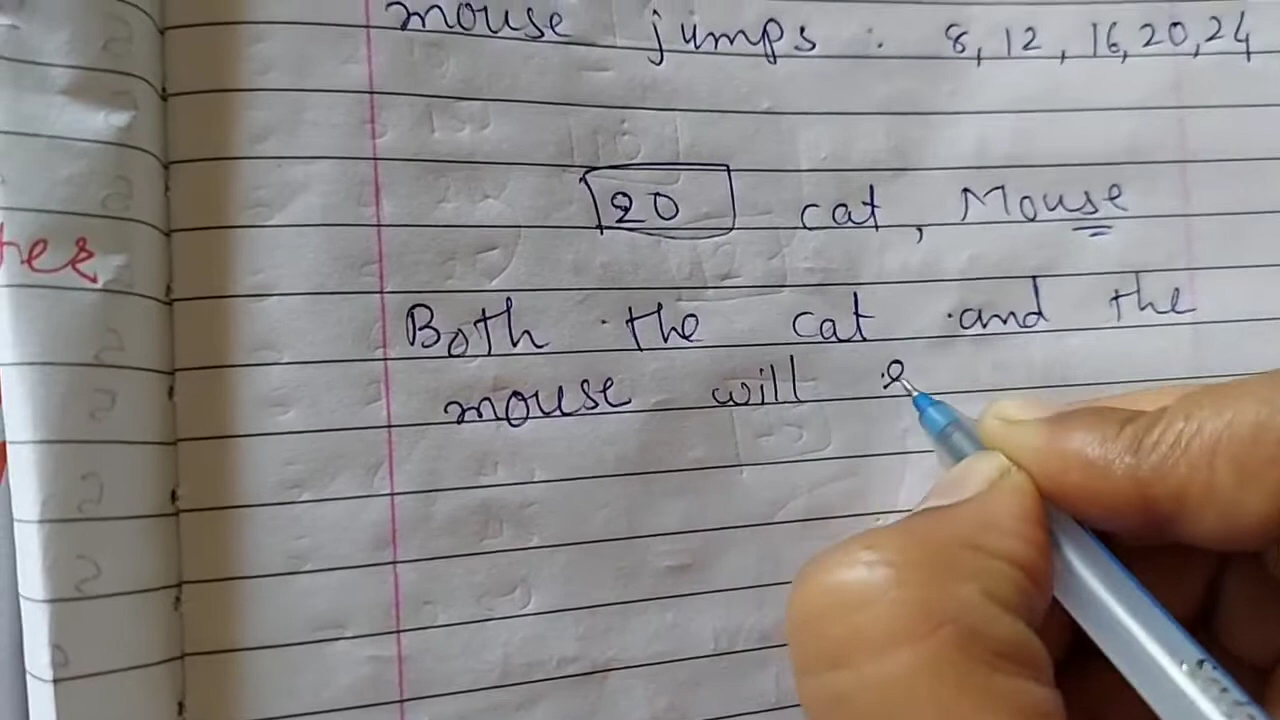 mouse jumps : 8, 12, 16, 20, 24
20 cat, Mouse
Both the cat and the
mouse will